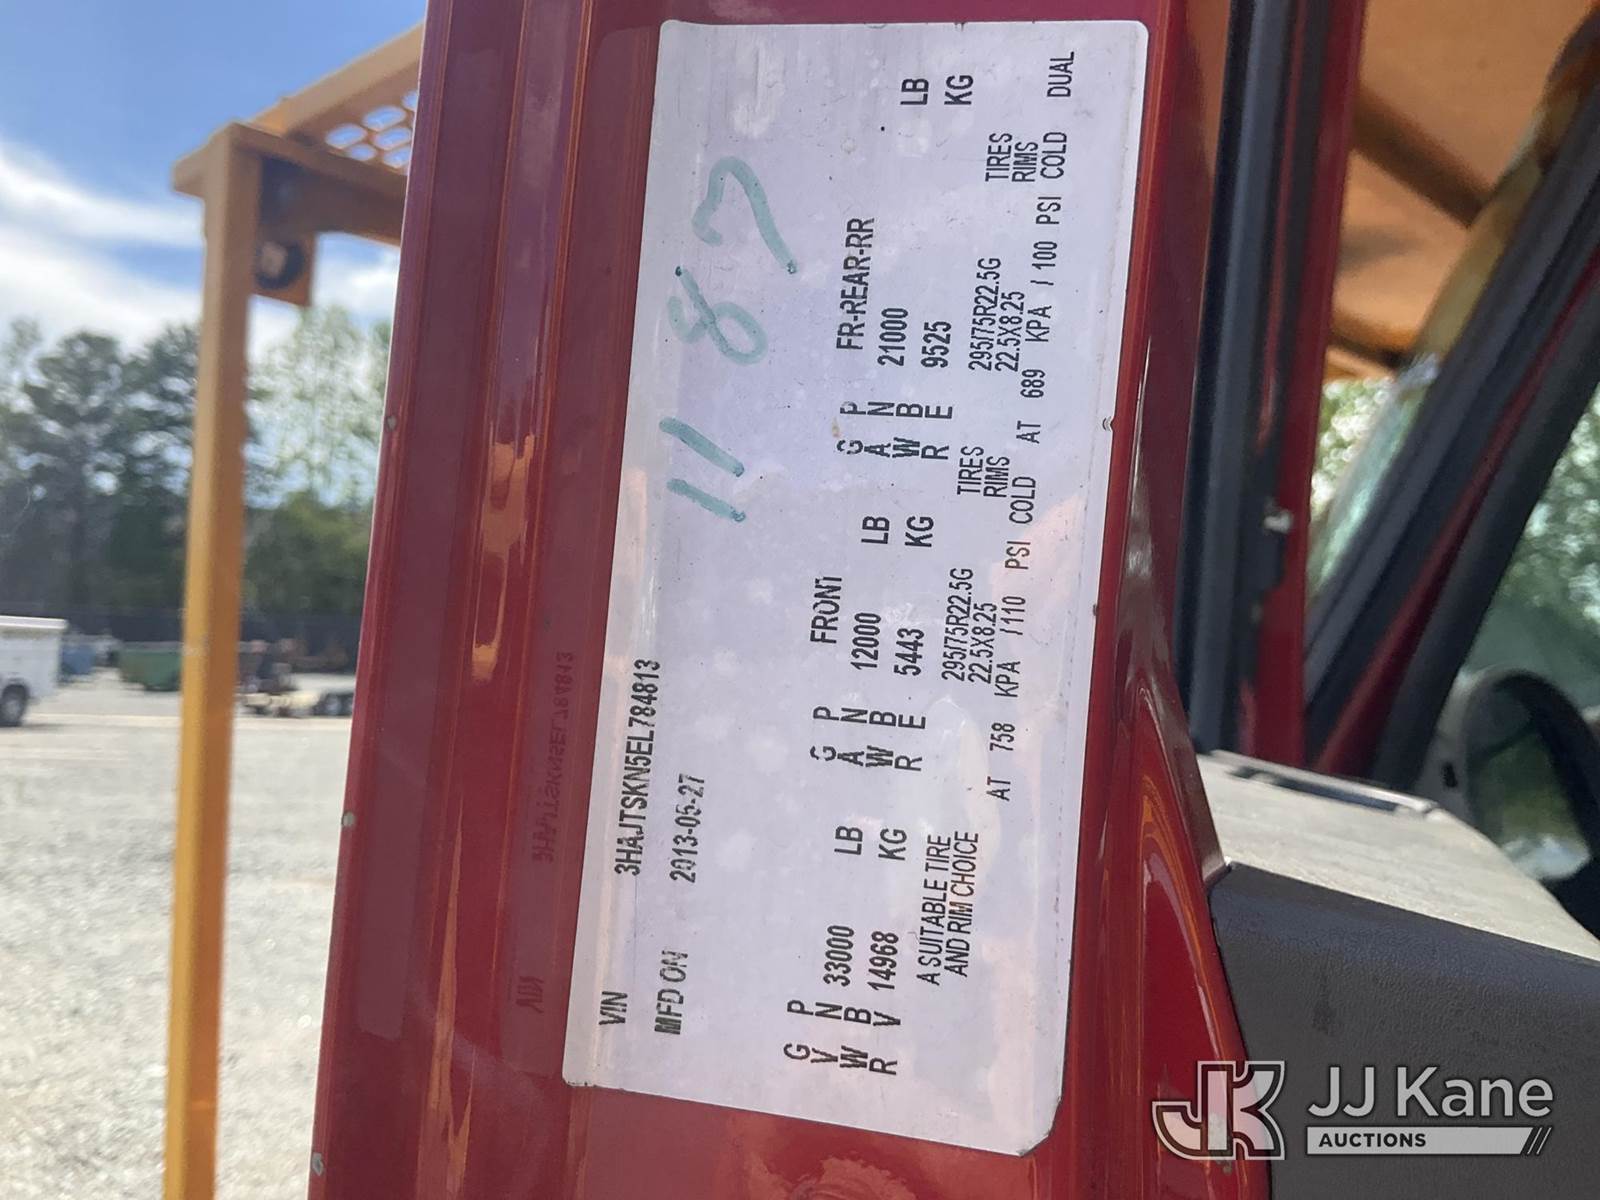 VIN 3HAJTSKN5EL784813
MFD ON 2013-05-27
11 87
G P FRONT G P FR-REAR-RR
V N 33000 LB A N 12000 LB A N 21000 LB
W B 14968 KG W B 5443 KG W B 9525 KG
R V R E R E
A SUITABLE TIRE 295/75R22.5G TIRES 295/75R22.5G TIRES
AND RIM CHOICE 22.5X8.25 RIMS 22.5X8.25 RIMS
AT 758 KPA /110 PSI COLD AT 689 KPA / 100 PSI COLD DUAL
JJ Kane
AUCTIONS